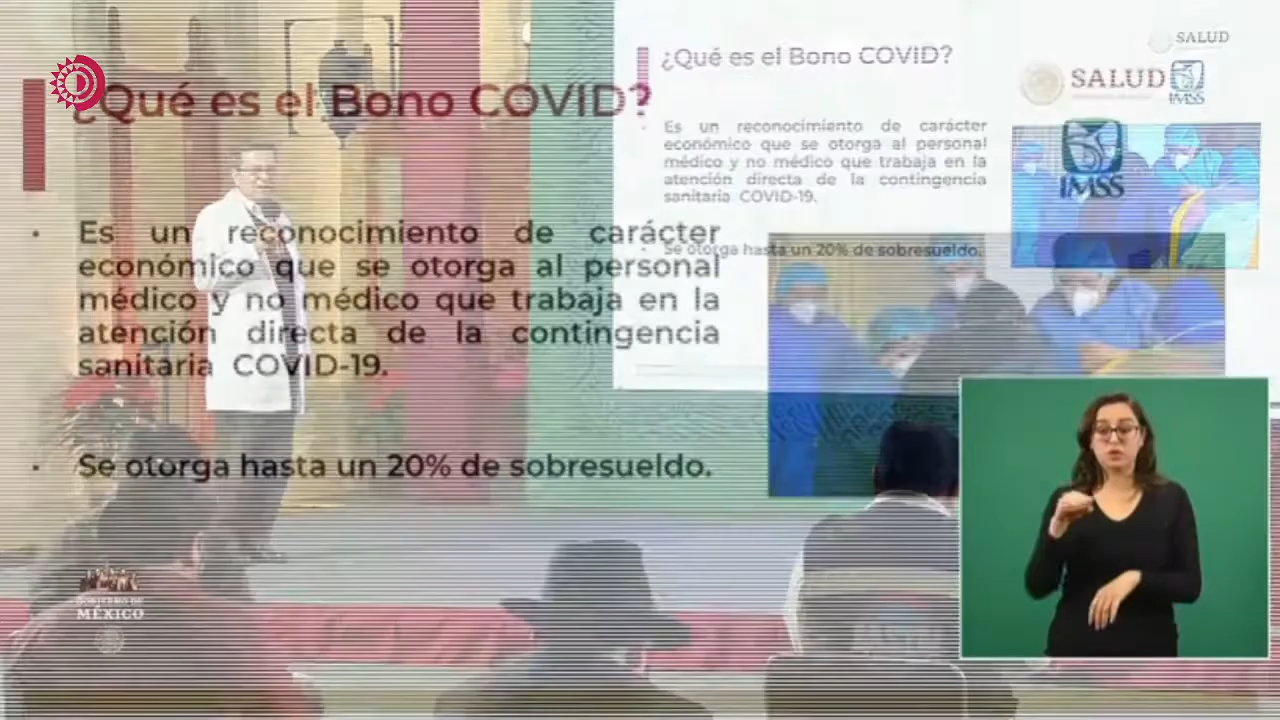 ¿Qué es el Bono COVID?
Es un reconocimiento de carácter
económico que se otorga al personal
médico y no médico que trabaja en la
atención directa de la contingencia
sanitaria COVID-19.
Se otorga hasta un 20% de sobresueldo.
¿Qué es el Bono COVID?
Es un reconocimiento de carácter
económico que se otorga al personal
médico y no médico que trabaja en la
atención directa de la contingencia
sanitaria COVID-19.
Se otorga hasta un 20% de sobresueldo.
SALUD
SALUD
IMSS
IMSS
GOBIERNO DE
MÉXICO